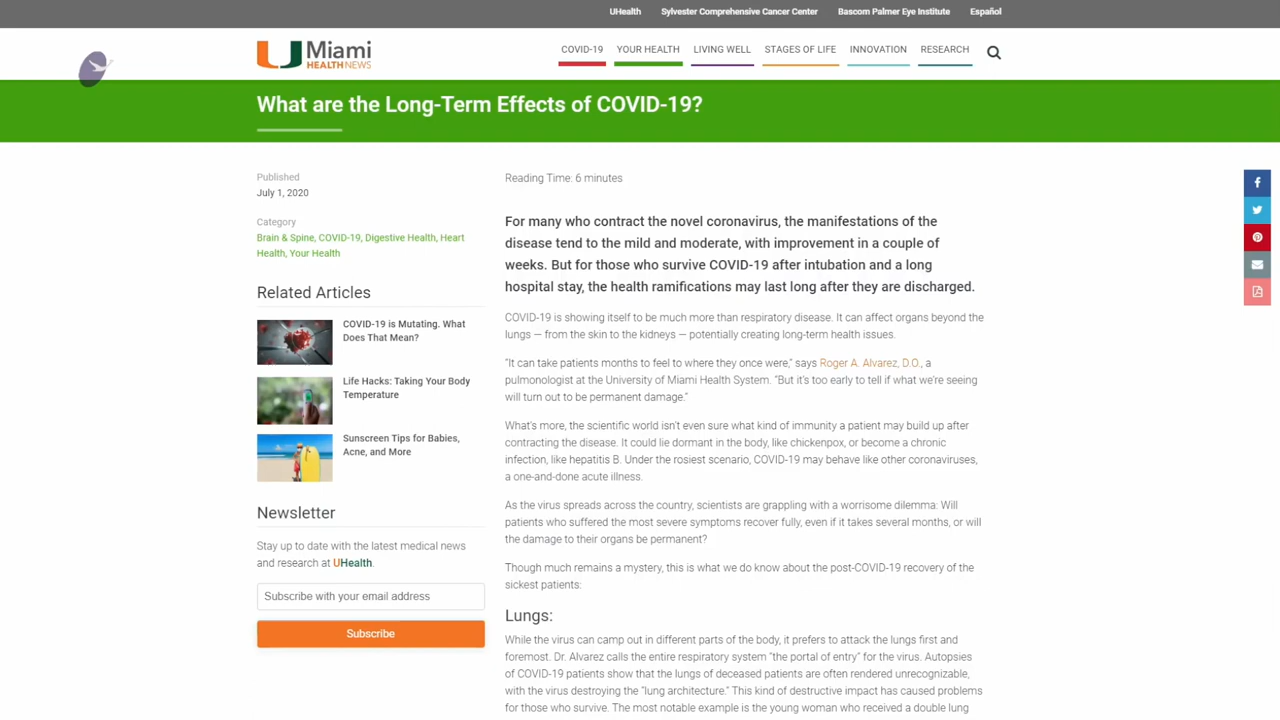 UHealth Sylvester Comprehensive Cancer Center Bascom Palmer Eye Institute Español
Miami
HEALTHNEWS
COVID-19 YOUR HEALTH LIVING WELL STAGES OF LIFE INNOVATION RESEARCH
What are the Long-Term Effects of COVID-19?
Published
July 1, 2020
Category
Brain & Spine, COVID-19, Digestive Health, Heart
Health, Your Health
Related Articles
COVID-19 is Mutating. What
Does That Mean?
Life Hacks: Taking Your Body
Temperature
Sunscreen Tips for Babies,
Acne, and More
Newsletter
Stay up to date with the latest medical news
and research at UHealth.
Subscribe with your email address
Subscribe
Reading Time: 6 minutes
For many who contract the novel coronavirus, the manifestations of the
disease tend to the mild and moderate, with improvement in a couple of
weeks. But for those who survive COVID-19 after intubation and a long
hospital stay, the health ramifications may last long after they are discharged.
COVID-19 is showing itself to be much more than respiratory disease. It can affect organs beyond the
lungs — from the skin to the kidneys — potentially creating long-term health issues.
“It can take patients months to feel to where they once were,” says Roger A. Alvarez, D.O., a
pulmonologist at the University of Miami Health System. “But it’s too early to tell if what we’re seeing
will turn out to be permanent damage.”
What’s more, the scientific world isn’t even sure what kind of immunity a patient may build up after
contracting the disease. It could lie dormant in the body, like chickenpox, or become a chronic
infection, like hepatitis B. Under the rosiest scenario, COVID-19 may behave like other coronaviruses,
a one-and-done acute illness.
As the virus spreads across the country, scientists are grappling with a worrisome dilemma: Will
patients who suffered the most severe symptoms recover fully, even if it takes several months, or will
the damage to their organs be permanent?
Though much remains a mystery, this is what we do know about the post-COVID-19 recovery of the
sickest patients:
Lungs:
While the virus can camp out in different parts of the body, it prefers to attack the lungs first and
foremost. Dr. Alvarez calls the entire respiratory system “the portal of entry” for the virus. Autopsies
of COVID-19 patients show that the lungs of deceased patients are often rendered unrecognizable,
with the virus destroying the “lung architecture.” This kind of destructive impact has caused problems
for those who survive. The most notable example is the young woman who received a double lung